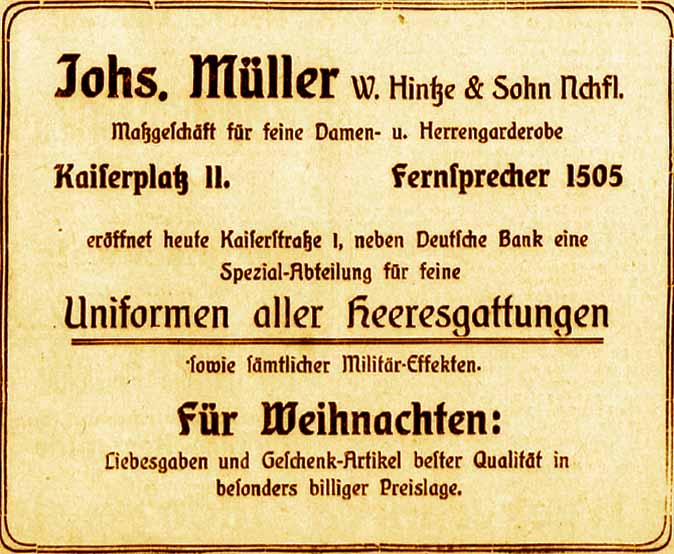 Johs. Müller W. Hintze & Sohn Nchfl.
Maßgeschäft für feine Damen- u. Herrengarderobe
Kaiserplatz 11. Fernsprecher 1505
eröffnet heute Kaiserstraße 1, neben Deutsche Bank eine
Spezial-Abteilung für feine
Uniformen aller Heeresgattungen
sowie sämtlicher Militär-Effekten.
Für Weihnachten:
Liebesgaben und Geschenk-Artikel bester Qualität in
besonders billiger Preislage.